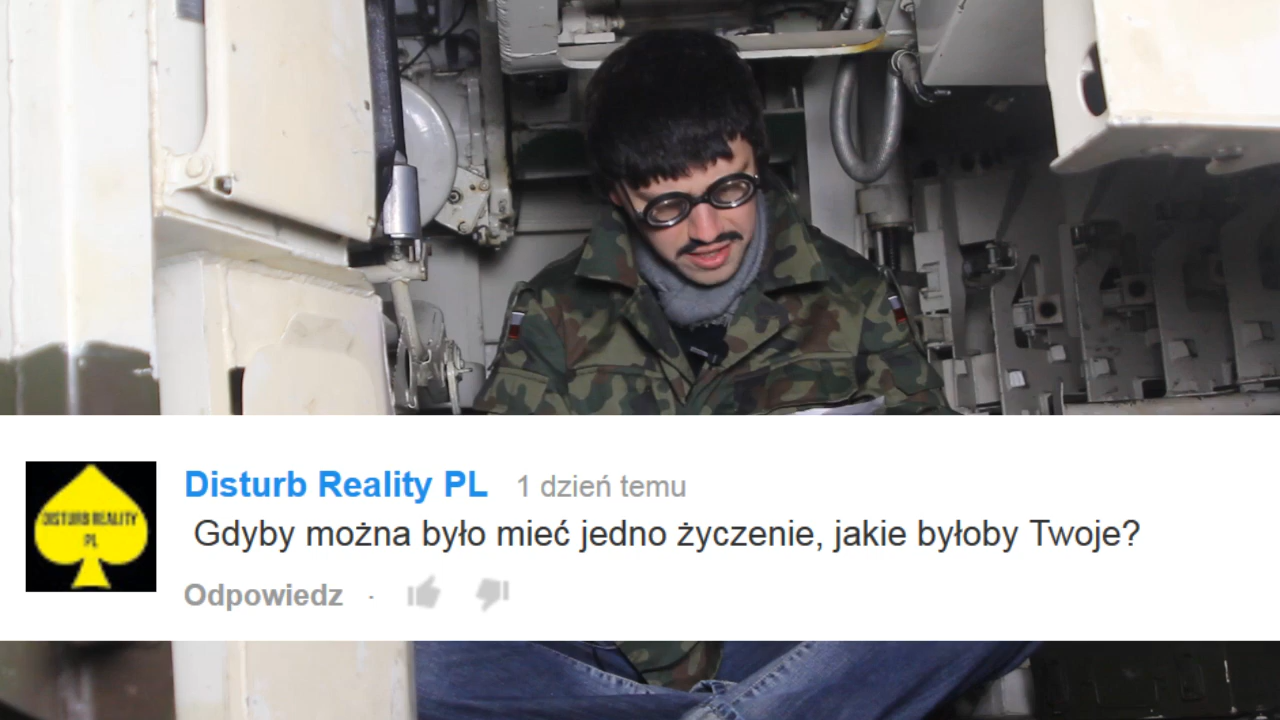 DISTURB REALITY
PL
Disturb Reality PL 1 dzień temu
Gdyby można było mieć jedno życzenie, jakie byłoby Twoje?
Odpowiedz ·